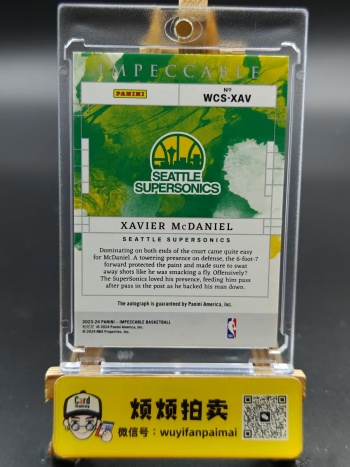 IMPECCABLE
PANINI
Nº
WCS-XAV
SEATTLE
SUPERSONICS
XAVIER McDANIEL
SEATTLE SUPERSONICS
Dominating on both ends of the court came quite easy
for McDaniel. A towering presence on defense, the 6-foot-7
forward protected the paint and made sure to swat
away shots like he was smacking a fly. Offensively?
The SuperSonics loved his presence, feeding him pass
after pass in the post as he backed his man down.
The autograph is guaranteed by Panini America, Inc.
2023-24 PANINI - IMPECCABLE BASKETBALL
© 2024 Panini America, Inc.
© 2024 NBA Properties, Inc.
NBA
Card
烦烦拍卖
微信号:wuyifanpaimai